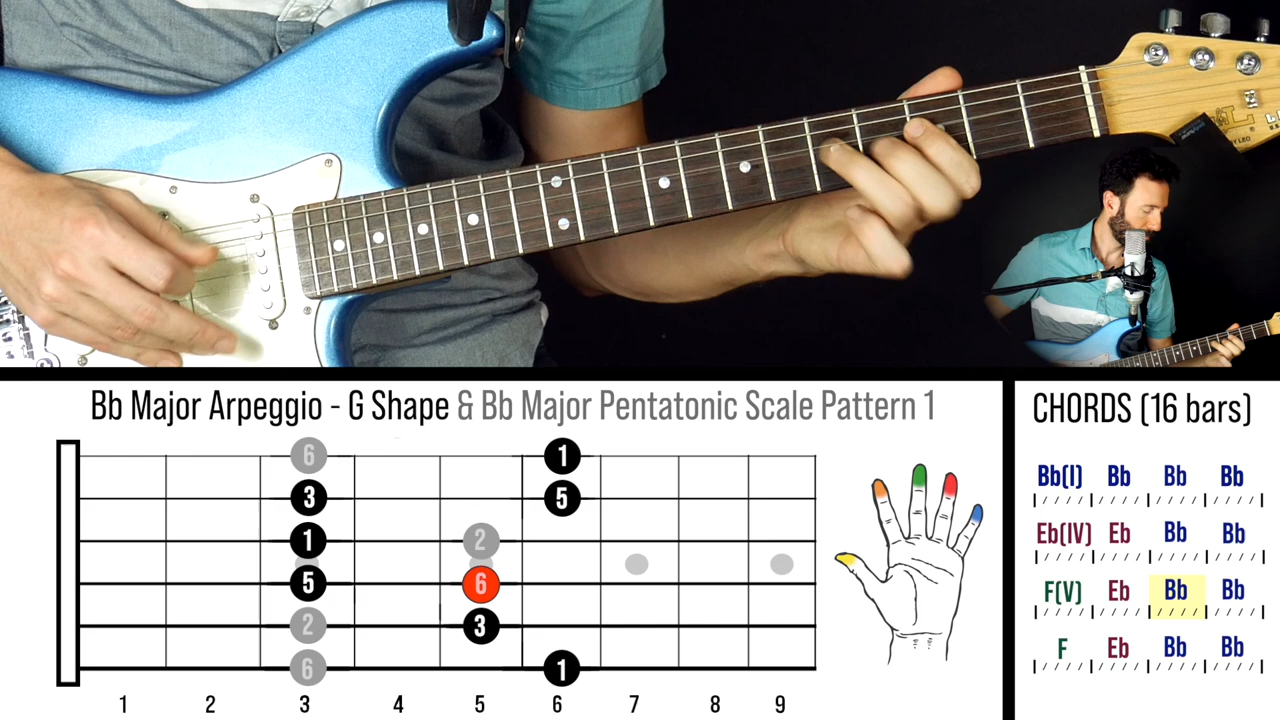 Bb Major Arpeggio - G Shape & Bb Major Pentatonic Scale Pattern 1
6 1
3 5
1 2
5 6
2 3
6 1
1 2 3 4 5 6 7 8 9
CHORDS (16 bars)
Bb(I) Bb Bb Bb
Eb(IV) Eb Bb Bb
F(V) Eb Bb Bb
F Eb Bb Bb